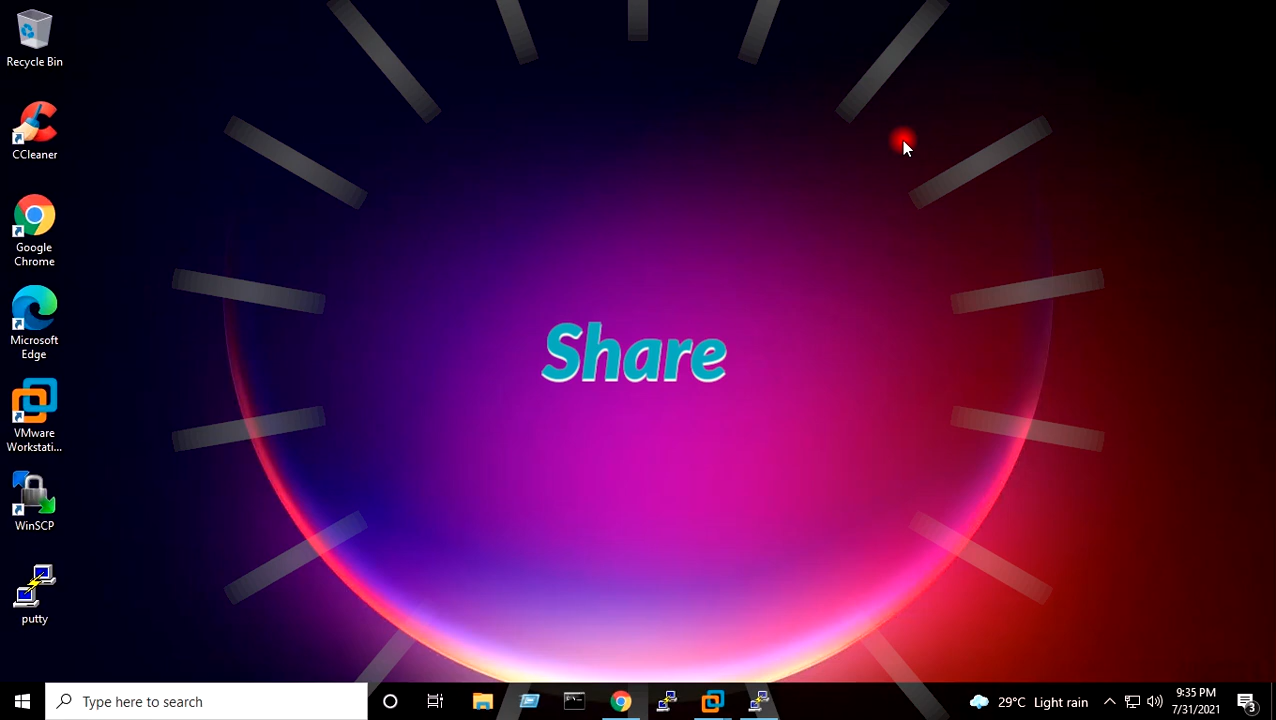 Recycle Bin
CCleaner
Google
Chrome
Microsoft
Edge
VMware
Workstati...
WinSCP
putty
Share
Type here to search
29°C Light rain
9:35 PM
7/31/2021
3